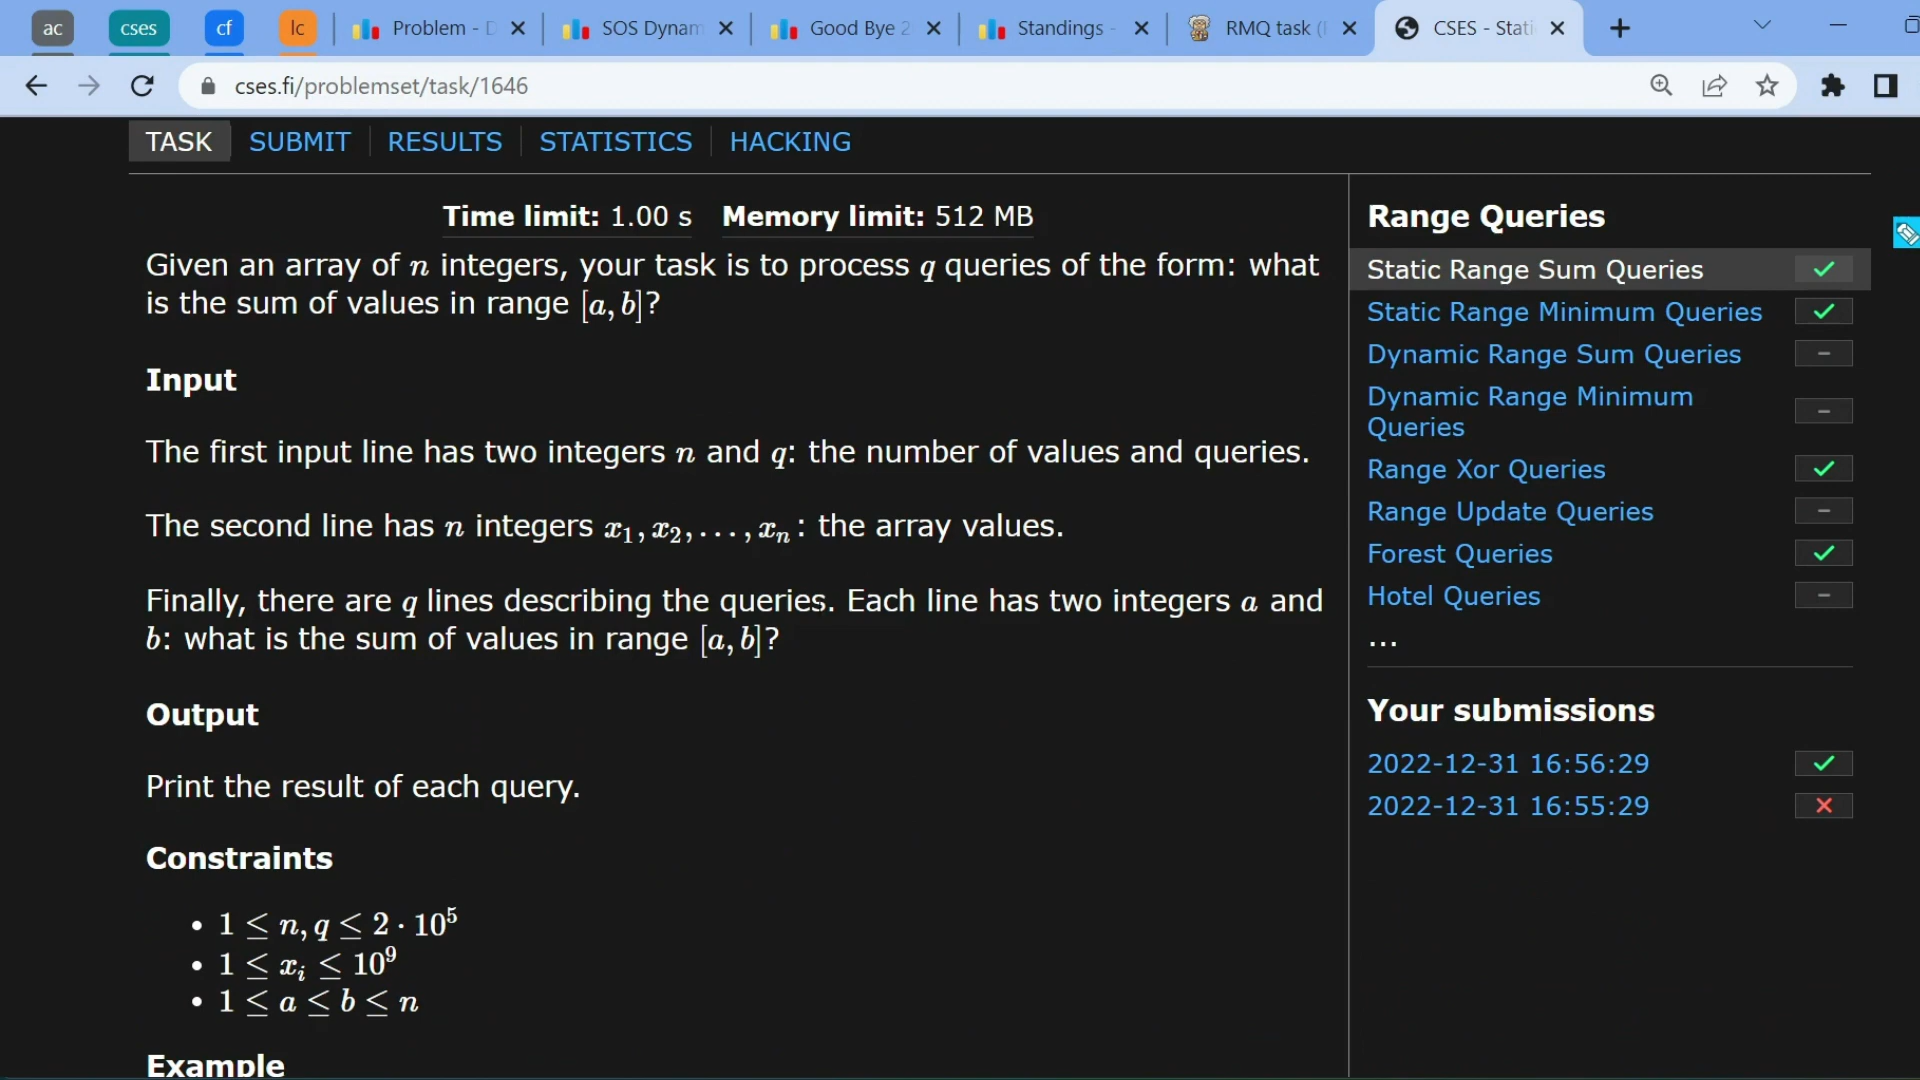 ac cses cf lc Problem - D SOS Dynam Good Bye 2 Standings - RMQ task ( CSES - Stati
cses.fi/problemset/task/1646
TASK SUBMIT RESULTS STATISTICS HACKING
Time limit: 1.00 s Memory limit: 512 MB
Given an array of n integers, your task is to process q queries of the form: what
is the sum of values in range [a, b]?
Input
The first input line has two integers n and q: the number of values and queries.
The second line has n integers x₁, x₂, . . . , xₙ: the array values.
Finally, there are q lines describing the queries. Each line has two integers a and
b: what is the sum of values in range [a, b]?
Output
Print the result of each query.
Constraints
• 1 ≤ n, q ≤ 2 · 10⁵
• 1 ≤ xᵢ ≤ 10⁹
• 1 ≤ a ≤ b ≤ n
Example
Range Queries
Static Range Sum Queries
Static Range Minimum Queries
Dynamic Range Sum Queries
Dynamic Range Minimum
Queries
Range Xor Queries
Range Update Queries
Forest Queries
Hotel Queries
...
Your submissions
2022-12-31 16:56:29
2022-12-31 16:55:29